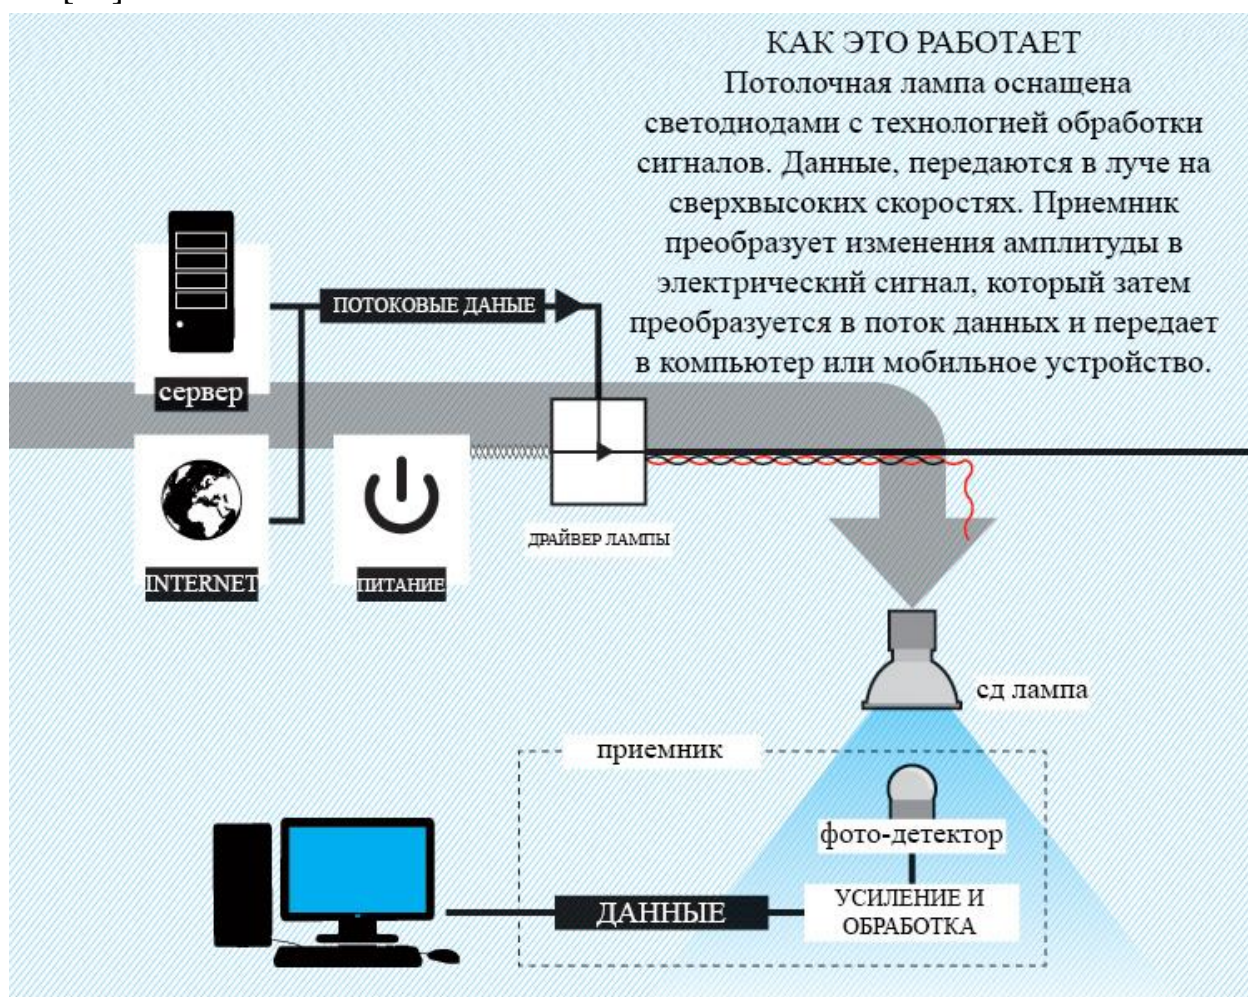 КАК ЭТО РАБОТАЕТ
Потолочная лампа оснащена
светодиодами с технологией обработки
сигналов. Данные, передаются в луче на
сверхвысоких скоростях. Приемник
преобразует изменения амплитуды в
электрический сигнал, который затем
преобразуется в поток данных и передает
в компьютер или мобильное устройство.
ПОТОКОВЫЕ ДАНЫЕ
сервер
ДРАЙВЕР ЛАМПЫ
INTERNET
ПИТАНИЕ
сд лампа
приемник
фото-детектор
УСИЛЕНИЕ И
ОБРАБОТКА
ДАННЫЕ